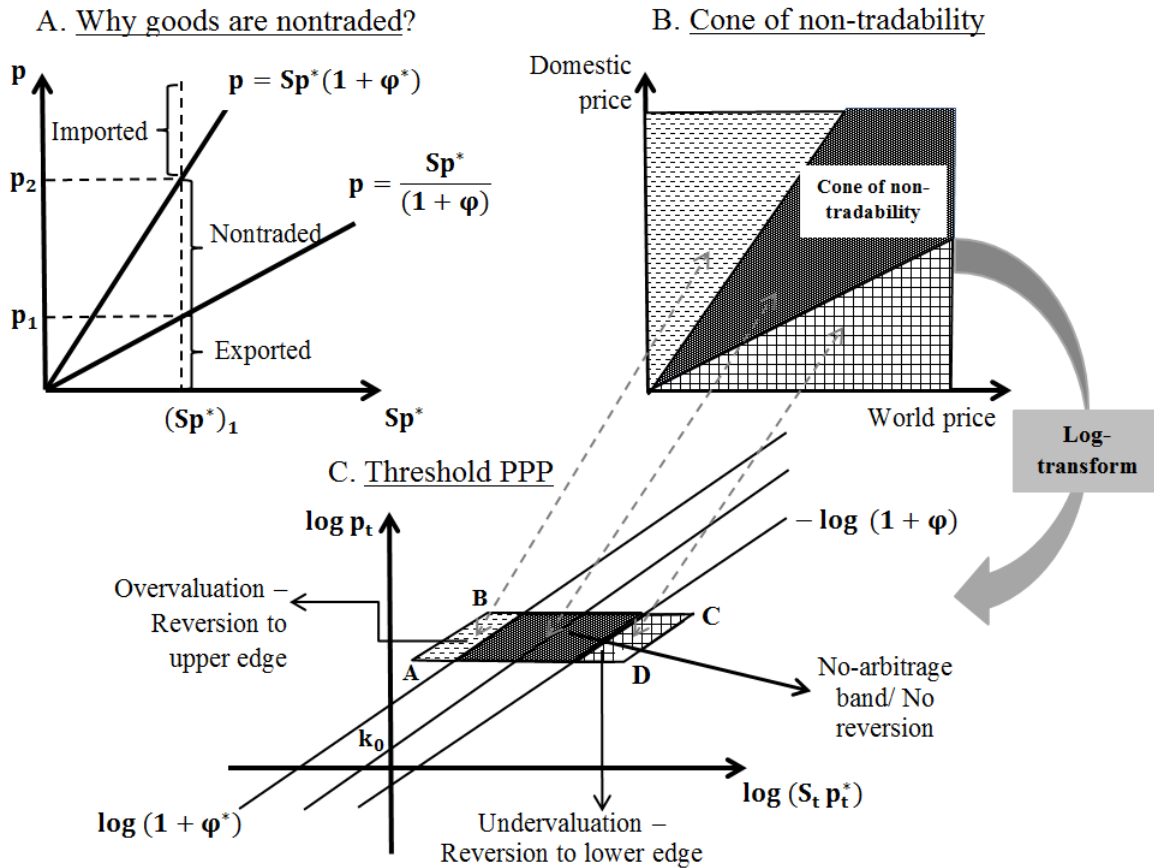 A. Why goods are nontraded?
p
p = Sp*(1 + φ*)
Imported
p₂
p = Sp*/(1 + φ)
Nontraded
p₁
Exported
(Sp*)₁
Sp*
B. Cone of non-tradability
Domestic
price
Cone of non-
tradability
World price
Log-
transform
C. Threshold PPP
log pₜ
− log (1 + φ)
Overvaluation –
Reversion to
upper edge
B
C
A
D
No-arbitrage
band/ No
reversion
k₀
log (Sₜ pₜ*)
log (1 + φ*)
Undervaluation –
Reversion to lower edge